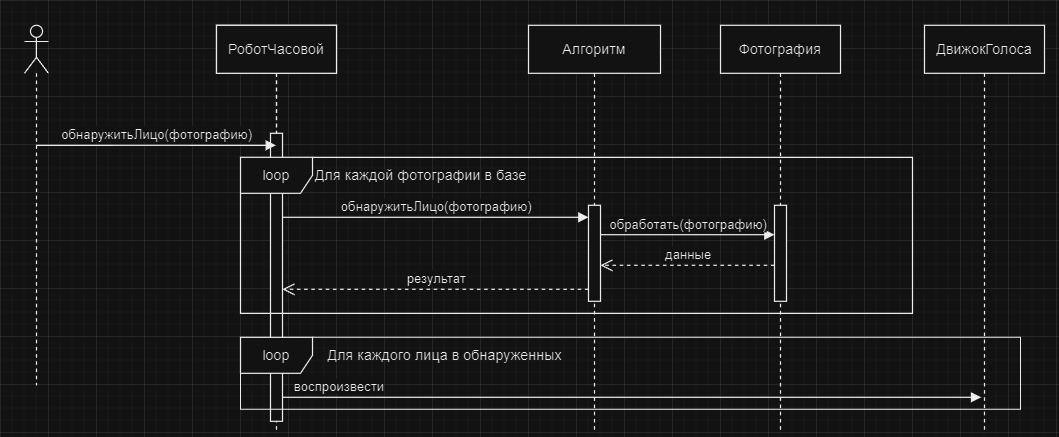 РоботЧасовой
Алгоритм
Фотография
ДвижокГолоса
обнаружитьЛицо(фотографию)
loop
Для каждой фотографии в базе
обнаружитьЛицо(фотографию)
обработать(фотографию)
данные
результат
loop
Для каждого лица в обнаруженных
воспроизвести